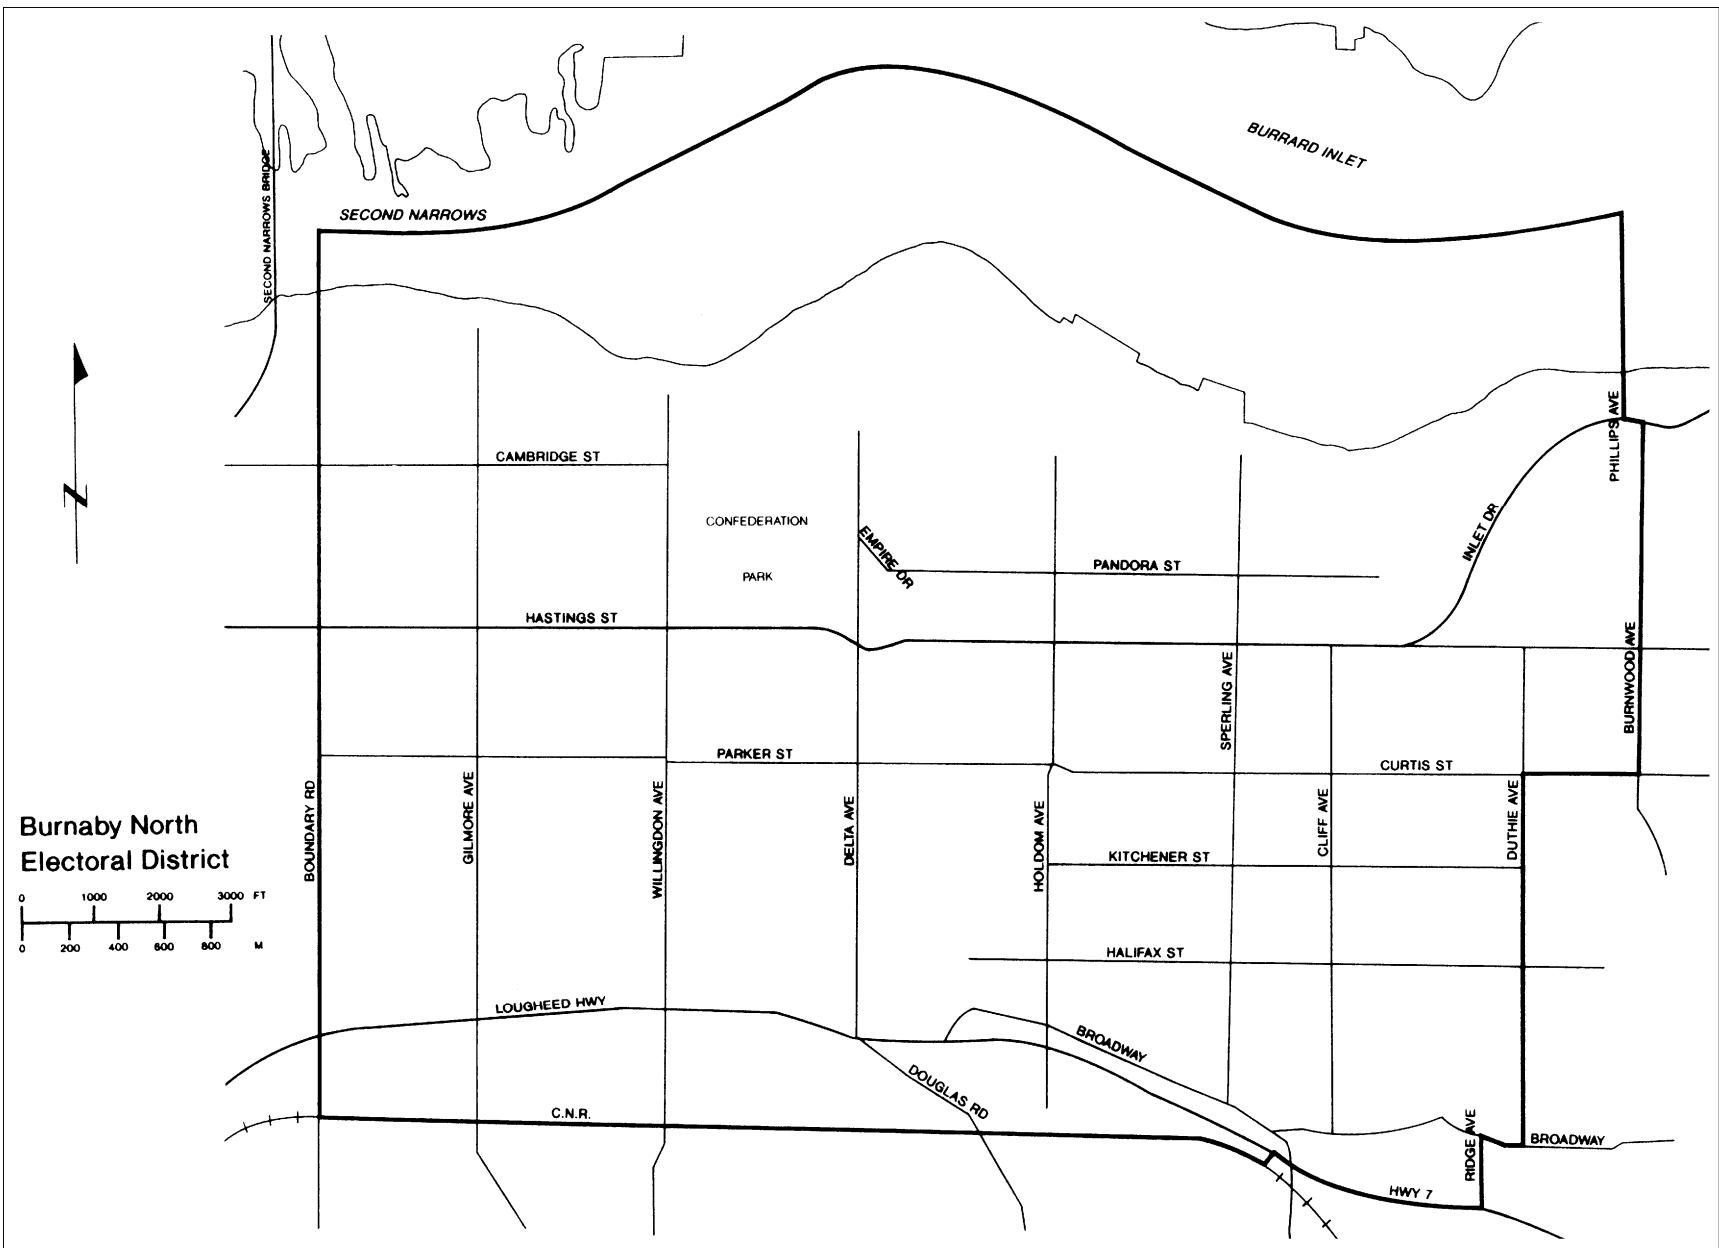 BURRARD INLET
SECOND NARROWS BRIDGE
SECOND NARROWS
PHILLIPS AVE
CAMBRIDGE ST
CONFEDERATION
PARK
EMPIRE DR
PANDORA ST
INLET DR
HASTINGS ST
BURNWOOD AVE
SPERLING AVE
PARKER ST
CURTIS ST
BOUNDARY RD
GILMORE AVE
WILLINGDON AVE
DELTA AVE
HOLDOM AVE
CLIFF AVE
DUTHIE AVE
KITCHENER ST
Burnaby North
Electoral District
0 1000 2000 3000 FT
0 200 400 600 800 M
HALIFAX ST
LOUGHEED HWY
BROADWAY
DOUGLAS RD
C.N.R.
RIDGE AVE
BROADWAY
HWY 7
N